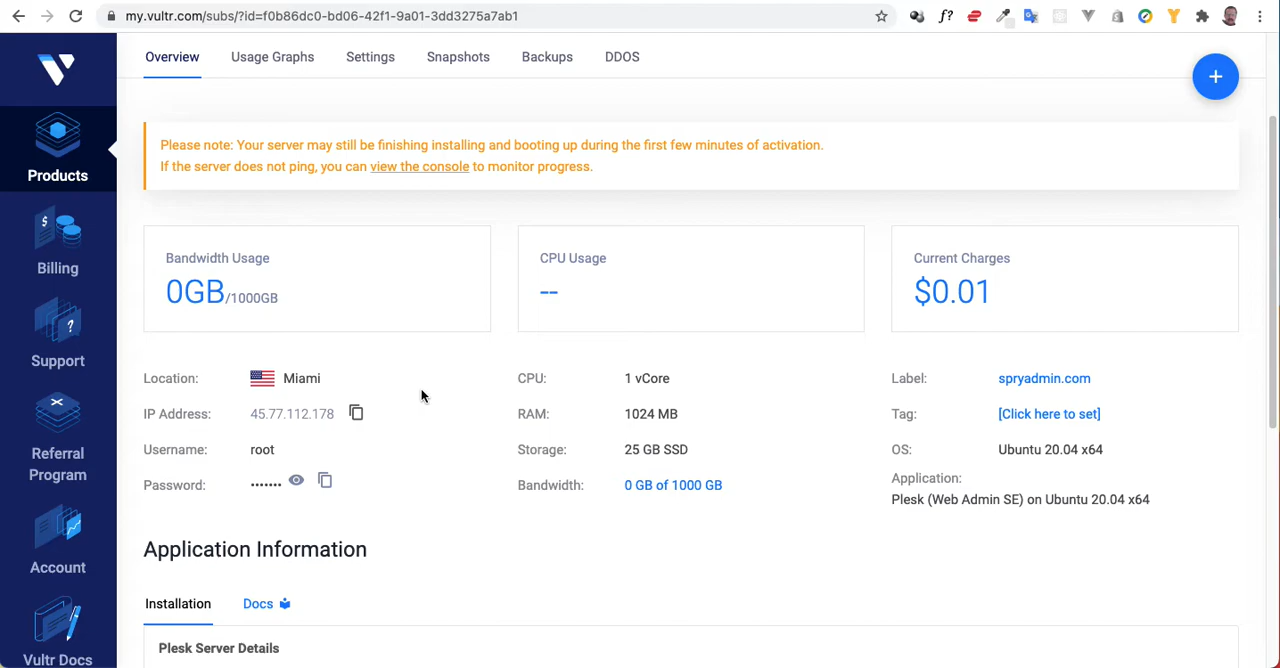 my.vultr.com/subs/?id=f0b86dc0-bd06-42f1-9a01-3dd3275a7ab1
Overview Usage Graphs Settings Snapshots Backups DDOS
+
Please note: Your server may still be finishing installing and booting up during the first few minutes of activation.
If the server does not ping, you can view the console to monitor progress.
Products
Billing
Support
Referral
Program
Account
Vultr Docs
Bandwidth Usage
0GB/1000GB
CPU Usage
--
Current Charges
$0.01
Location: Miami
IP Address: 45.77.112.178
Username: root
Password: •••••••
CPU: 1 vCore
RAM: 1024 MB
Storage: 25 GB SSD
Bandwidth: 0 GB of 1000 GB
Label: spryadmin.com
Tag: [Click here to set]
OS: Ubuntu 20.04 x64
Application:
Plesk (Web Admin SE) on Ubuntu 20.04 x64
Application Information
Installation Docs
Plesk Server Details